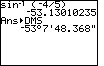 sin⁻¹ (-4/5)
-53.13010235
Ans▶DMS
-53°7'48.368"